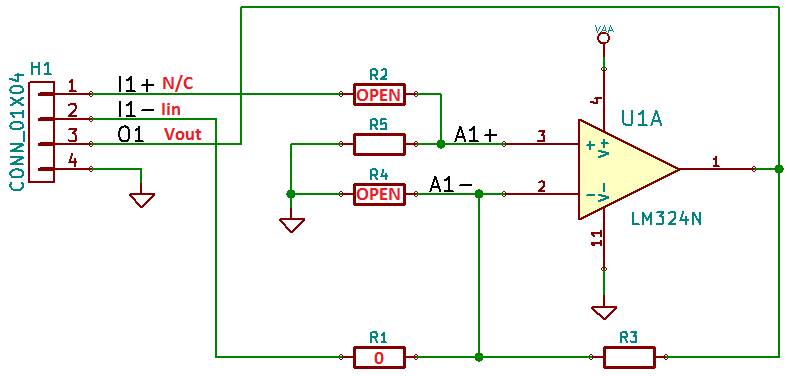 VAA
H1
CONN_01X04
1 I1+ N/C
2 I1- Iin
3 O1 Vout
4
R2
OPEN
R5
R4
OPEN
A1+
A1-
3
2
4
11
1
+
V+
-
V-
U1A
LM324N
R1
0
R3